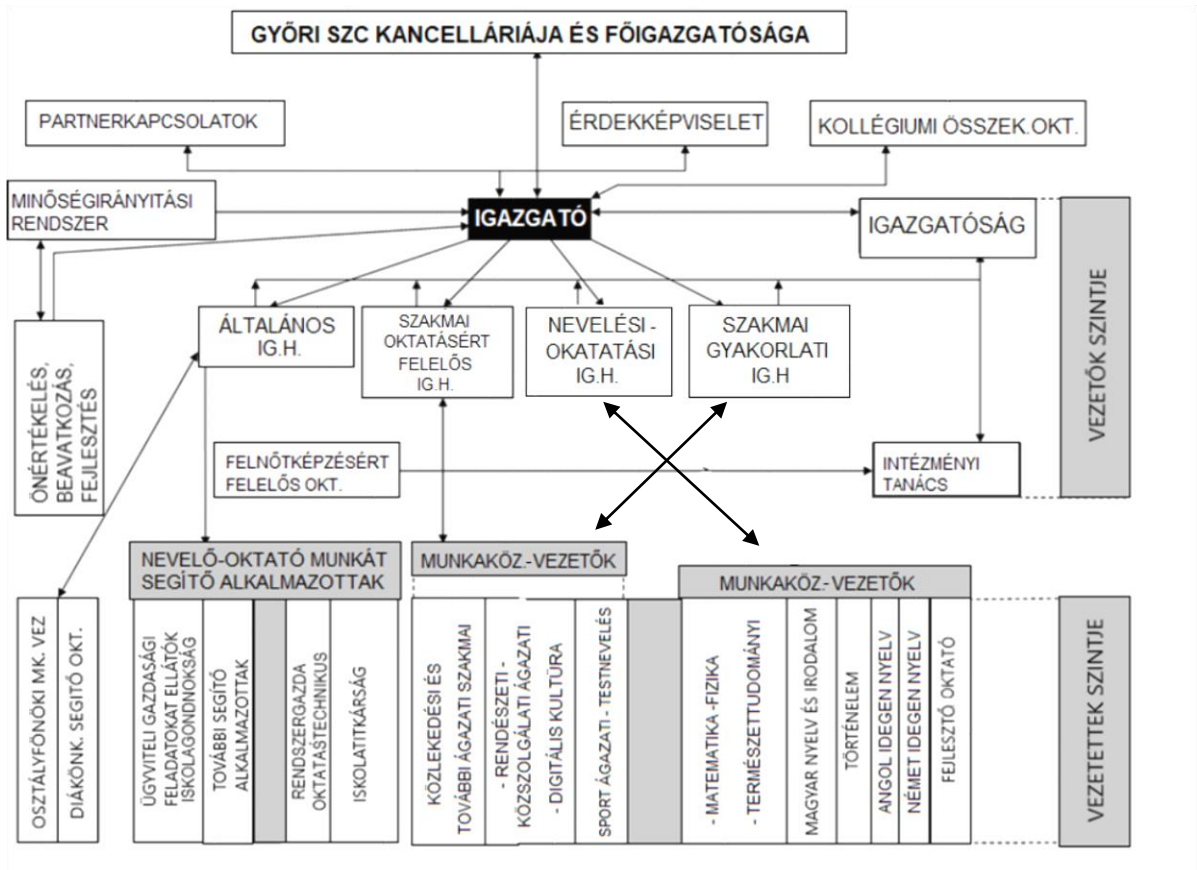 GYŐRI SZC KANCELLÁRIÁJA ÉS FŐIGAZGATÓSÁGA
PARTNERKAPCSOLATOK
ÉRDEKKÉPVISELET
KOLLÉGIUMI ÖSSZEK.OKT.
MINŐSÉGIRÁNYITÁSI
RENDSZER
IGAZGATÓ
IGAZGATÓSÁG
VEZETŐK SZINTJE
ÁLTALÁNOS
IG.H.
SZAKMAI
OKTATÁSÉRT
FELELŐS
IG.H.
NEVELÉSI -
OKATATÁSI
IG.H.
SZAKMAI
GYAKORLATI
IG.H
ÖNÉRTÉKELÉS,
BEAVATKOZÁS,
FEJLESZTÉS
FELNŐTKÉPZÉSÉRT
FELELŐS OKT.
INTÉZMÉNYI
TANÁCS
NEVELŐ-OKTATÓ MUNKÁT
SEGÍTŐ ALKALMAZOTTAK
MUNKAKÖZ.-VEZETŐK
MUNKAKÖZ.- VEZETŐK
OSZTÁLYFŐNÖKI MK. VEZ
DIÁKÖNK. SEGITŐ OKT.
ÜGYVITELI GAZDASÁGI
FELADATOKAT ELLÁTÓK
ISKOLAGONDNOKSÁG
TOVÁBBI SEGÍTŐ
ALKALMAZOTTAK
RENDSZERGAZDA
OKTATÁSTECHNIKUS
ISKOLATITKÁRSÁG
KÖZLEKEDÉSI ÉS
TOVÁBBI ÁGAZATI SZAKMAI
- RENDÉSZETI -
KÖZSZOLGÁLATI ÁGAZATI
- DIGITÁLIS KULTÚRA
SPORT ÁGAZATI - TESTNEVELÉS
- MATEMATIKA -FIZIKA
- TERMÉSZETTUDOMÁNYI
MAGYAR NYELV ÉS IRODALOM
TÖRTÉNELEM
ANGOL IDEGEN NYELV
NÉMET IDEGEN NYELV
FEJLESZTŐ OKTATÓ
VEZETETTEK SZINTJE